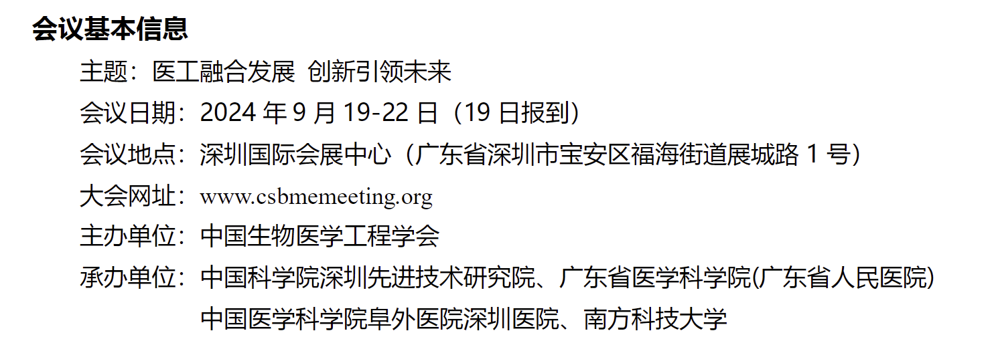 会议基本信息
主题：医工融合发展 创新引领未来
会议日期：2024 年 9 月 19-22 日（19 日报到）
会议地点：深圳国际会展中心（广东省深圳市宝安区福海街道展城路 1 号）
大会网址：www.csbmemeeting.org
主办单位：中国生物医学工程学会
承办单位：中国科学院深圳先进技术研究院、广东省医学科学院(广东省人民医院)
中国医学科学院阜外医院深圳医院、南方科技大学